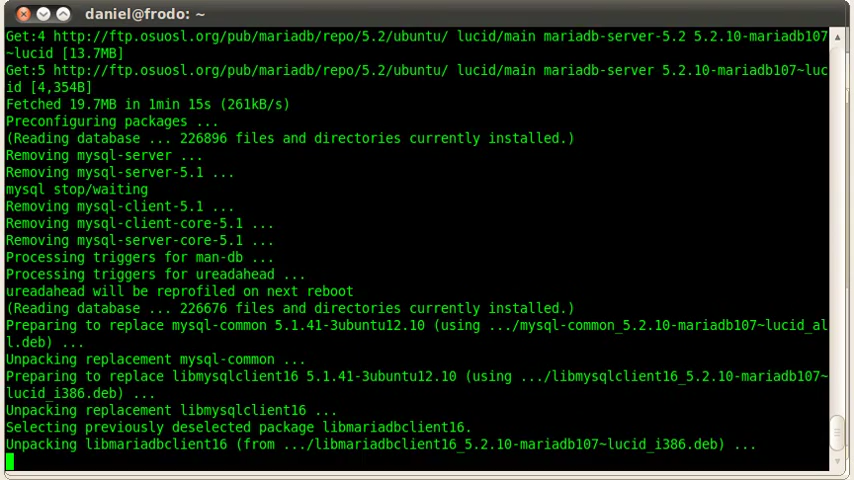 daniel@frodo: ~
Get:4 http://ftp.osuosl.org/pub/mariadb/repo/5.2/ubuntu/ lucid/main mariadb-server-5.2 5.2.10-mariadb107
~lucid [13.7MB]
Get:5 http://ftp.osuosl.org/pub/mariadb/repo/5.2/ubuntu/ lucid/main mariadb-server 5.2.10-mariadb107~luc
id [4,354B]
Fetched 19.7MB in 1min 15s (261kB/s)
Preconfiguring packages ...
(Reading database ... 226896 files and directories currently installed.)
Removing mysql-server ...
Removing mysql-server-5.1 ...
mysql stop/waiting
Removing mysql-client-5.1 ...
Removing mysql-client-core-5.1 ...
Removing mysql-server-core-5.1 ...
Processing triggers for man-db ...
Processing triggers for ureadahead ...
ureadahead will be reprofiled on next reboot
(Reading database ... 226676 files and directories currently installed.)
Preparing to replace mysql-common 5.1.41-3ubuntu12.10 (using .../mysql-common_5.2.10-mariadb107~lucid_al
l.deb) ...
Unpacking replacement mysql-common ...
Preparing to replace libmysqlclient16 5.1.41-3ubuntu12.10 (using .../libmysqlclient16_5.2.10-mariadb107~
lucid_i386.deb) ...
Unpacking replacement libmysqlclient16 ...
Selecting previously deselected package libmariadbclient16.
Unpacking libmariadbclient16 (from .../libmariadbclient16_5.2.10-mariadb107~lucid_i386.deb) ...